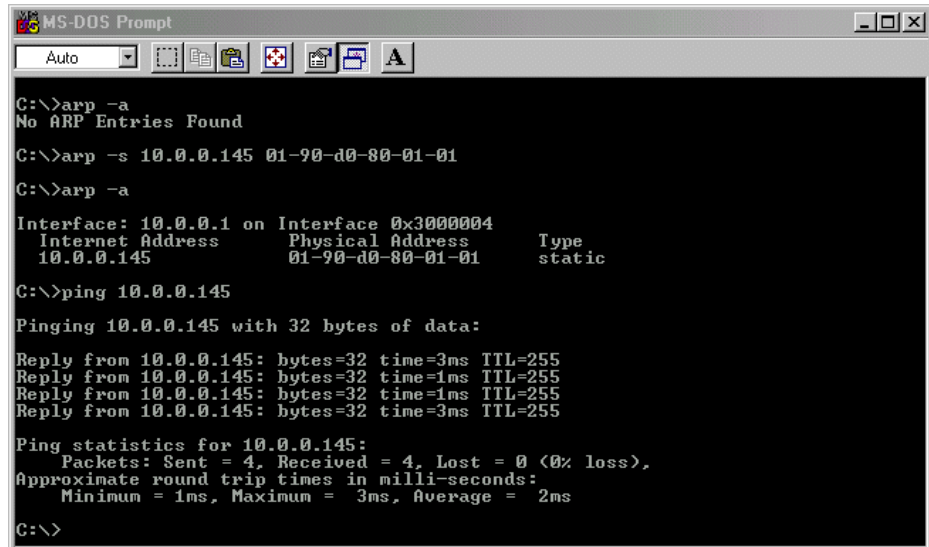 MS-DOS Prompt
Auto
A
C:\>arp -a
No ARP Entries Found
C:\>arp -s 10.0.0.145 01-90-d0-80-01-01
C:\>arp -a
Interface: 10.0.0.1 on Interface 0x3000004
Internet Address Physical Address Type
10.0.0.145 01-90-d0-80-01-01 static
C:\>ping 10.0.0.145
Pinging 10.0.0.145 with 32 bytes of data:
Reply from 10.0.0.145: bytes=32 time=3ms TTL=255
Reply from 10.0.0.145: bytes=32 time=1ms TTL=255
Reply from 10.0.0.145: bytes=32 time=1ms TTL=255
Reply from 10.0.0.145: bytes=32 time=3ms TTL=255
Ping statistics for 10.0.0.145:
Packets: Sent = 4, Received = 4, Lost = 0 (0% loss),
Approximate round trip times in milli-seconds:
Minimum = 1ms, Maximum =  3ms, Average =  2ms
C:\>